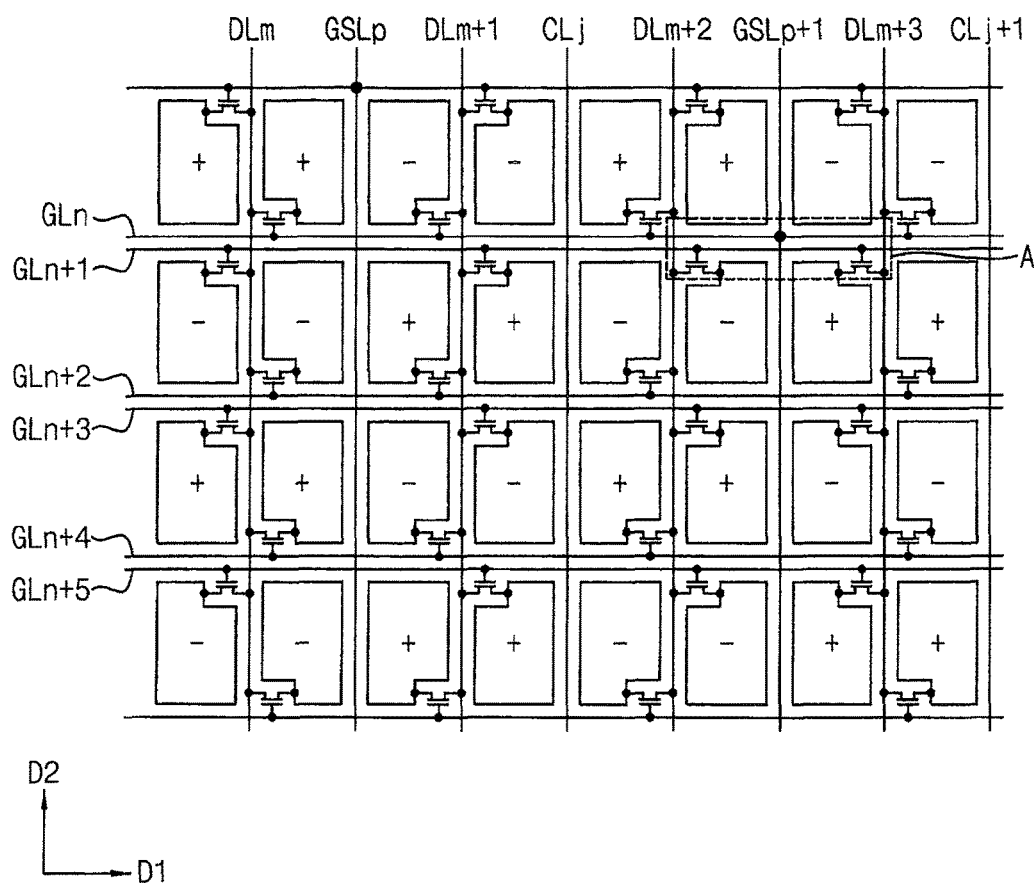 DLm GSLp DLm+1 CLj DLm+2 GSLp+1 DLm+3 CLj+1
+ + - - + + - -
GLn
GLn+1
A
- - + + - - + +
GLn+2
GLn+3
+ + - - + + - -
GLn+4
GLn+5
- - + + - - + +
D2
D1